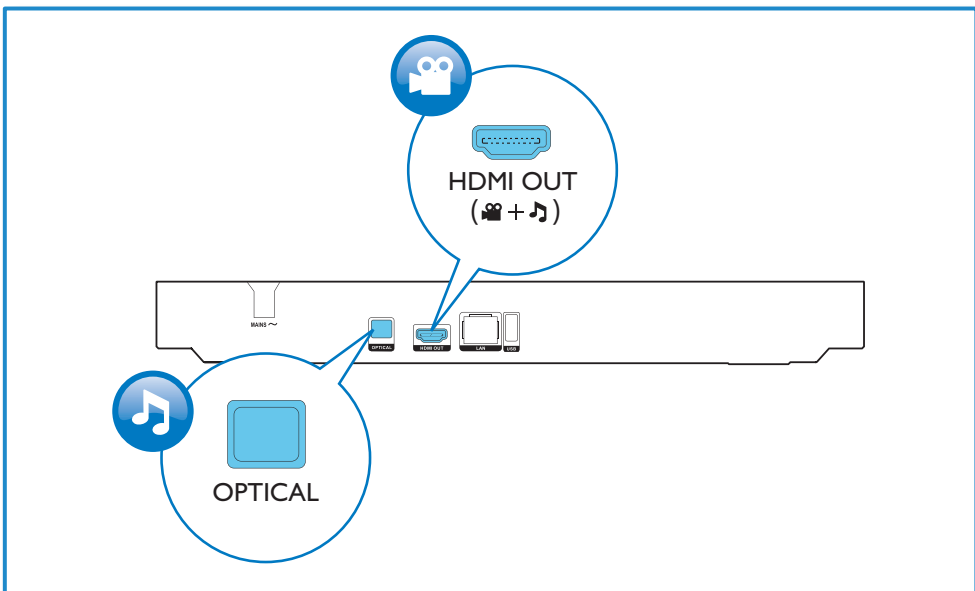 HDMI OUT
( + )
MAINS ~
OPTICAL
HDMI OUT
LAN
USB
OPTICAL